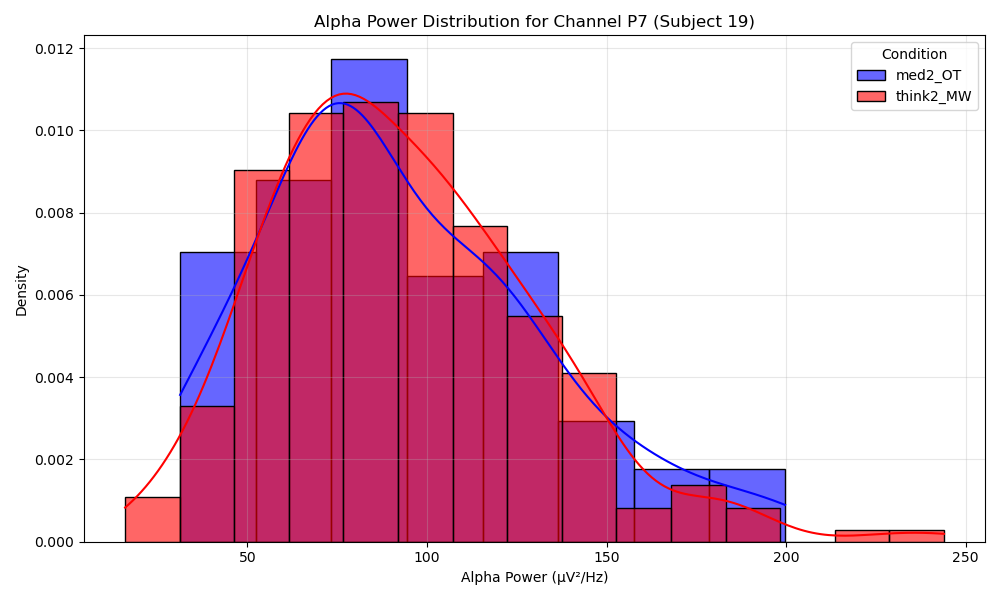 Alpha Power Distribution for Channel P7 (Subject 19)
Condition
med2_OT
think2_MW
0.012
0.010
0.008
0.006
0.004
0.002
0.000
Density
50
100
150
200
250
Alpha Power (µV²/Hz)